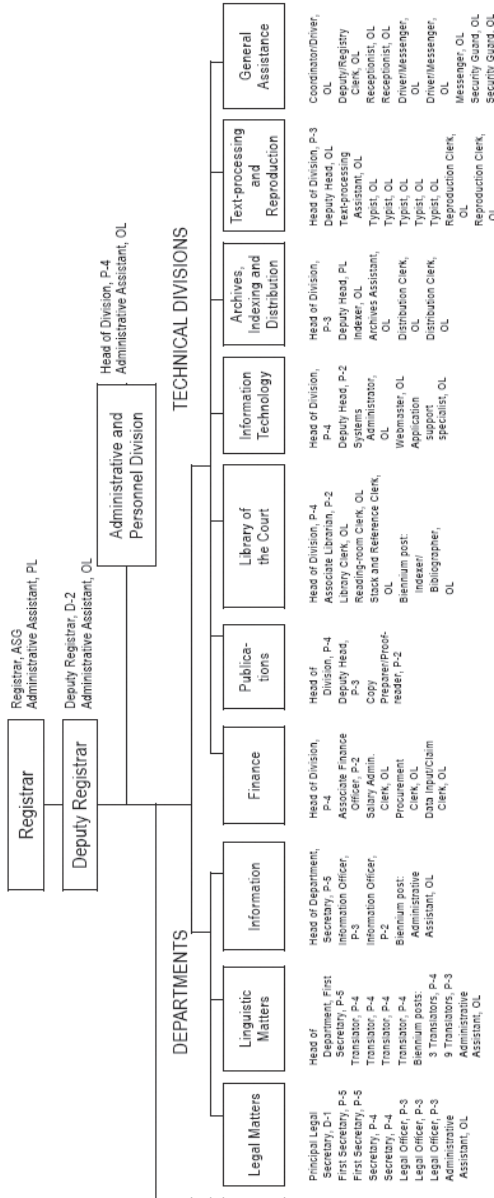 Registrar
Registrar, ASG
Administrative Assistant, PL
Deputy Registrar
Deputy Registrar, D-2
Administrative Assistant, OL
Administrative and
Personnel Division
Head of Division, P-4
Administrative Assistant, OL
DEPARTMENTS
TECHNICAL DIVISIONS
Legal Matters
Principal Legal
Secretary, D-1
First Secretary, P-5
First Secretary, P-5
Secretary, P-4
Secretary, P-4
Legal Officer, P-3
Legal Officer, P-3
Legal Officer, P-3
Administrative
Assistant, OL
Linguistic
Matters
Head of
Department, First
Secretary, P-5
Translator, P-4
Translator, P-4
Translator, P-4
Translator, P-4
Biennium posts:
3 Translators, P-4
9 Translators, P-3
Administrative
Assistant, OL
Information
Head of Department,
Secretary, P-5
Information Officer,
P-3
Information Officer,
P-2
Biennium post:
Administrative
Assistant, OL
Finance
Head of Division,
P-4
Associate Finance
Officer, P-2
Salary Admin.
Clerk, OL
Procurement
Clerk, OL
Data Input/Claim
Clerk, OL
Publica-
tions
Head of
Division, P-4
Deputy Head,
P-3
Copy
Preparer/Proof-
reader, P-2
Library of
the Court
Head of Division, P-4
Associate Librarian, P-2
Library Clerk, OL
Reading-room Clerk, OL
Stack and Reference Clerk,
OL
Biennium post:
Indexer/
Bibliographer,
OL
Information
Technology
Head of Division,
P-4
Deputy Head, P-2
Systems
Administrator,
OL
Webmaster, OL
Application
support
specialist, OL
Archives,
Indexing and
Distribution
Head of Division,
P-3
Deputy Head, PL
Indexer, OL
Archives Assistant,
OL
Distribution Clerk,
OL
Distribution Clerk,
OL
Text-processing
and
Reproduction
Head of Division, P-3
Deputy Head, OL
Text-processing
Assistant, OL
Typist, OL
Typist, OL
Typist, OL
Typist, OL
Typist, OL
Reproduction Clerk,
OL
Reproduction Clerk,
OL
General
Assistance
Coordinator/Driver,
OL
Deputy/Registry
Clerk, OL
Receptionist, OL
Receptionist, OL
Driver/Messenger,
OL
Driver/Messenger,
OL
Messenger, OL
Security Guard, OL
Security Guard, OL